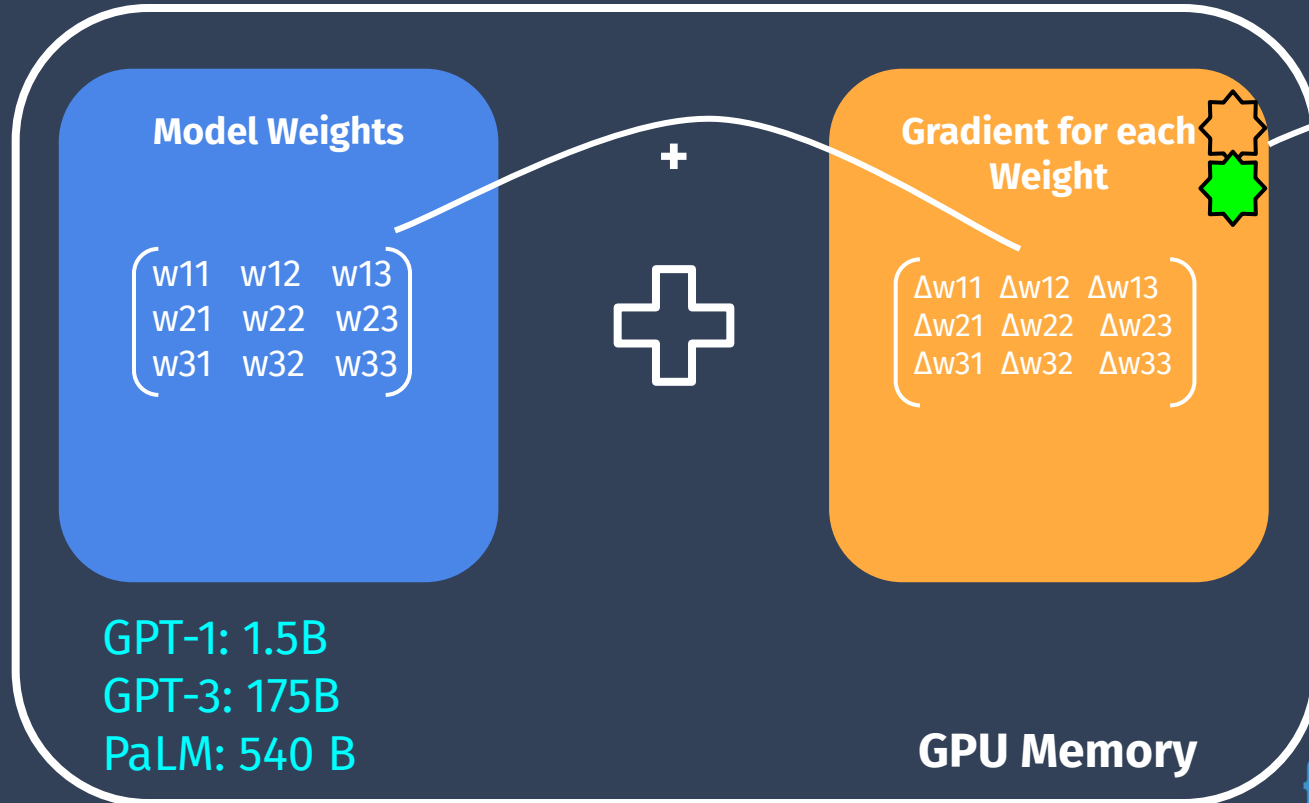 Model Weights
w11 w12 w13
w21 w22 w23
w31 w32 w33
+
Gradient for each
Weight
Δw11 Δw12 Δw13
Δw21 Δw22 Δw23
Δw31 Δw32 Δw33
GPT-1: 1.5B
GPT-3: 175B
PaLM: 540 B
GPU Memory